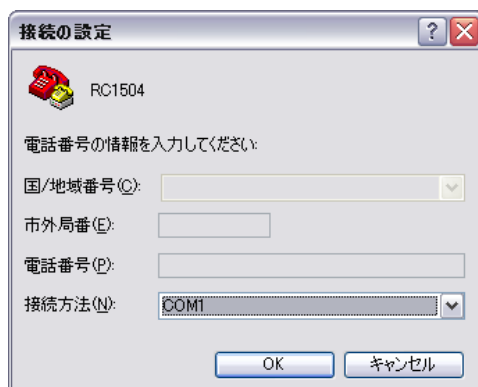 接続の設定
RC1504
電話番号の情報を入力してください:
国/地域番号(C):
市外局番(E):
電話番号(P):
接続方法(N): COM1
OK キャンセル